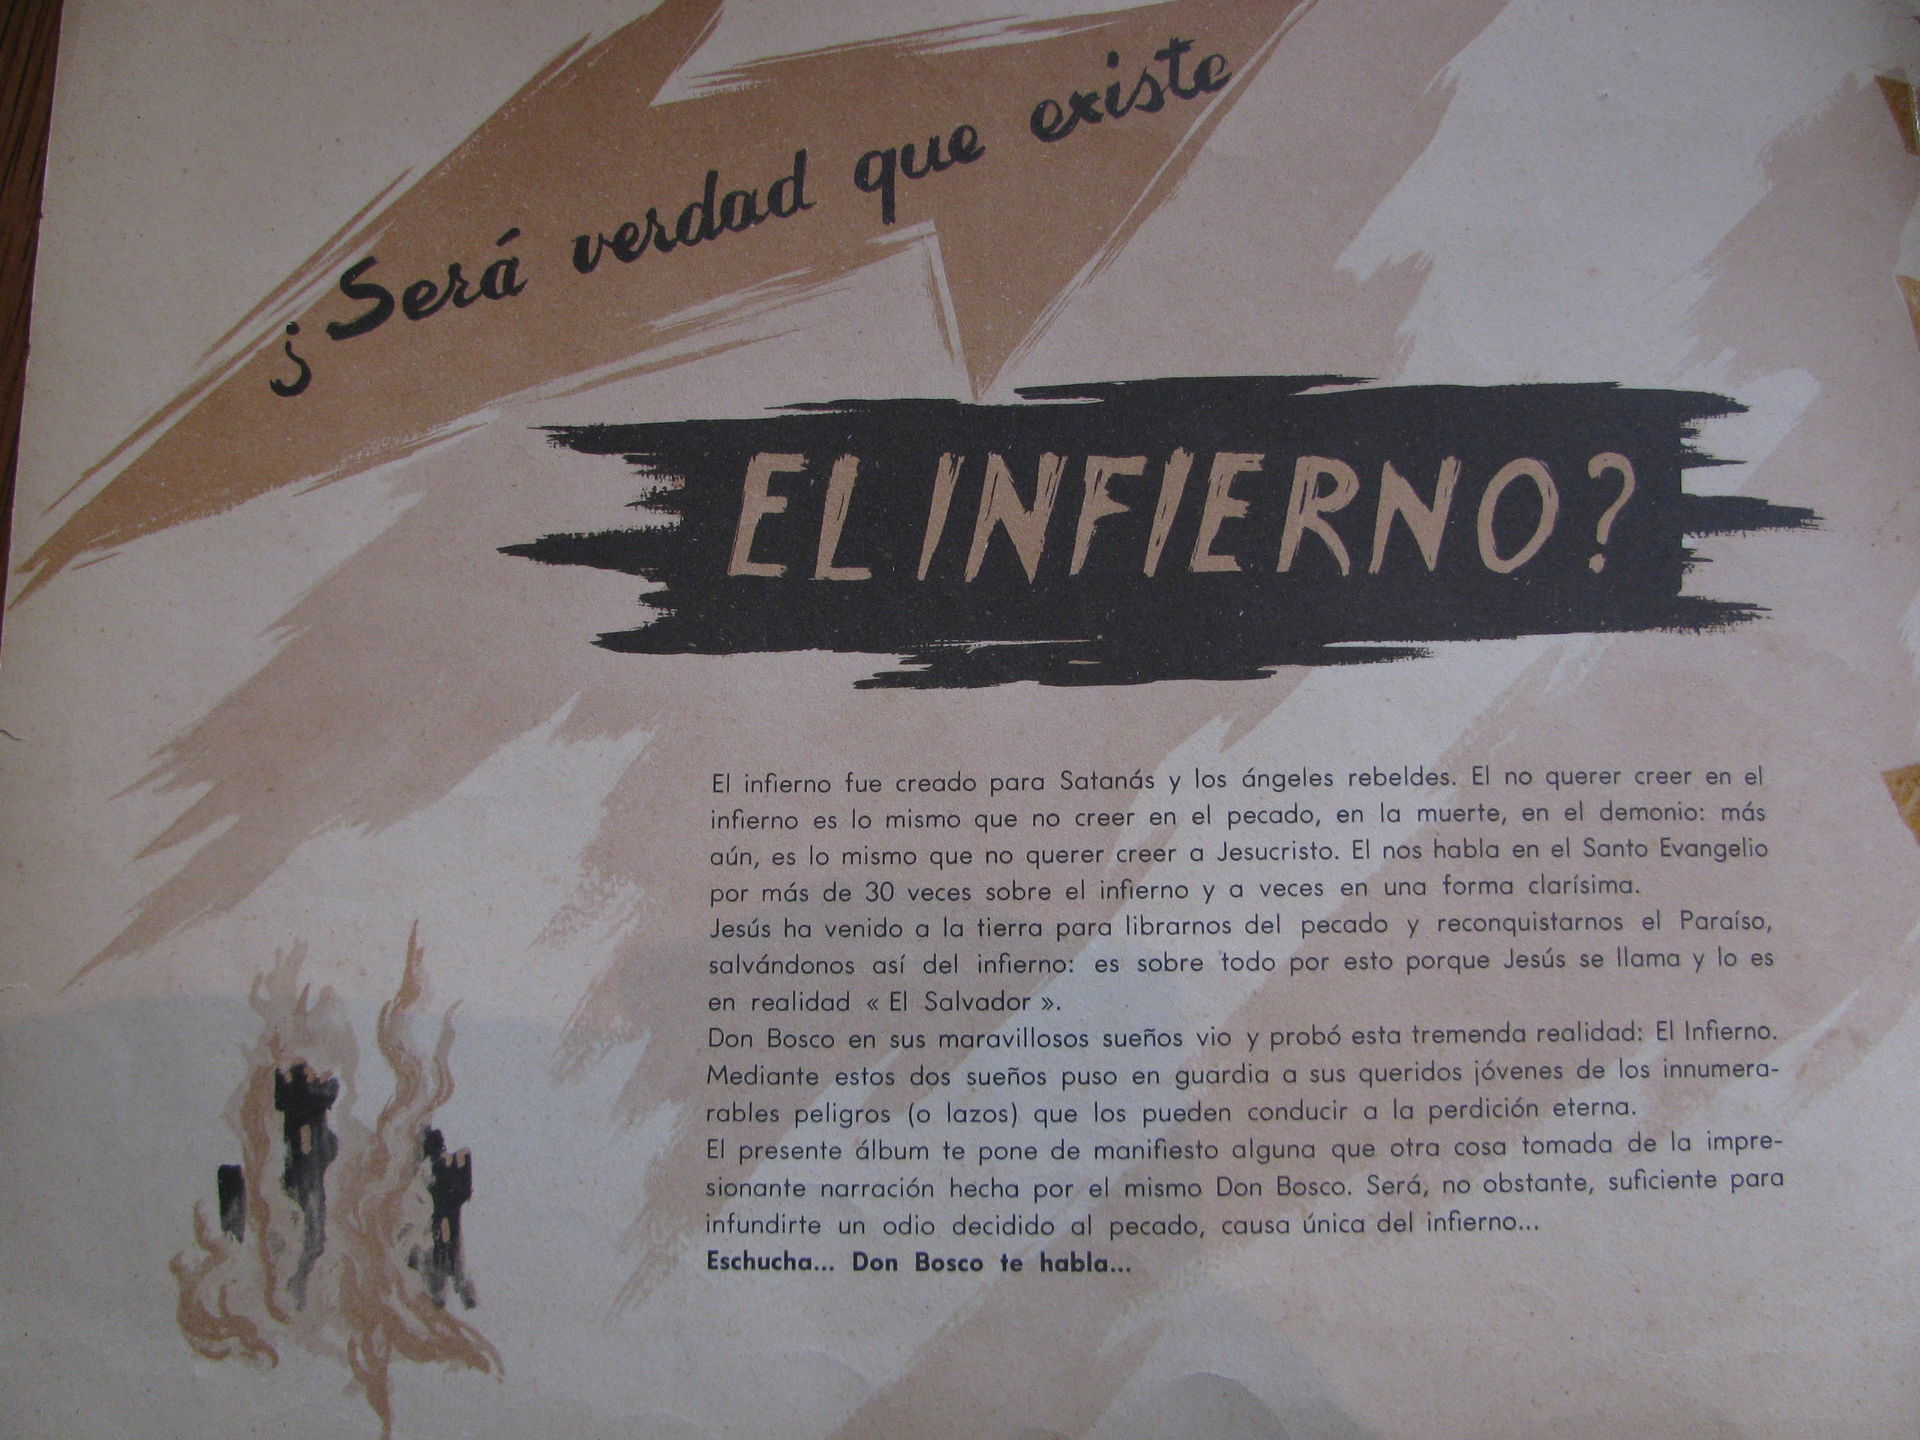 ¿Será verdad que existe
EL INFIERNO?
El infierno fue creado para Satanás y los ángeles rebeldes. El no querer creer en el
infierno es lo mismo que no creer en el pecado, en la muerte, en el demonio: más
aún, es lo mismo que no querer creer a Jesucristo. El nos habla en el Santo Evangelio
por más de 30 veces sobre el infierno y a veces en una forma clarísima.
Jesús ha venido a la tierra para librarnos del pecado y reconquistarnos el Paraíso,
salvándonos así del infierno: es sobre todo por esto porque Jesús se llama y lo es
en realidad « El Salvador ».
Don Bosco en sus maravillosos sueños vio y probó esta tremenda realidad: El Infierno.
Mediante estos dos sueños puso en guardia a sus queridos jóvenes de los innumera-
rables peligros (o lazos) que los pueden conducir a la perdición eterna.
El presente álbum te pone de manifiesto alguna que otra cosa tomada de la impre-
sionante narración hecha por el mismo Don Bosco. Será, no obstante, suficiente para
infundirte un odio decidido al pecado, causa única del infierno...
Eschucha... Don Bosco te habla...